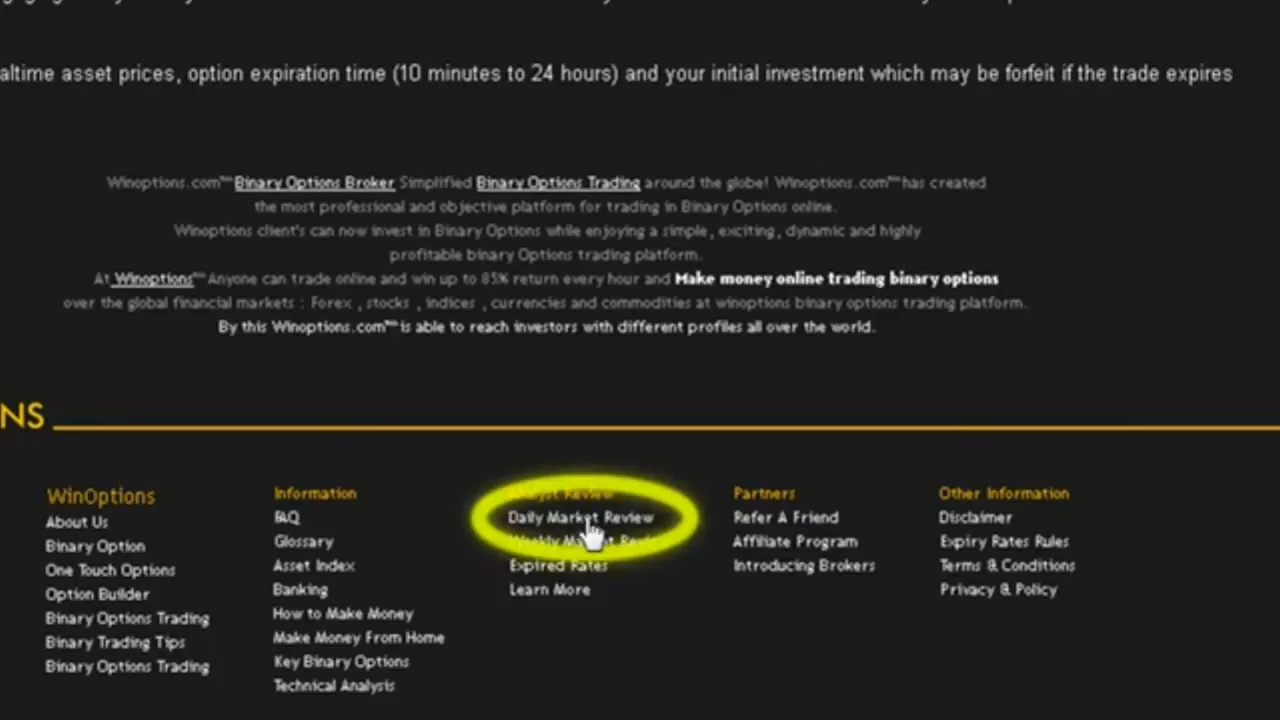 altime asset prices, option expiration time (10 minutes to 24 hours) and your initial investment which may be forfeit if the trade expires
Winoptions.com™ Binary Options Broker Simplified Binary Options Trading around the globe! Winoptions.com™ has created
the most professional and objective platform for trading in Binary Options online.
Winoptions client's can now invest in Binary Options while enjoying a simple, exciting, dynamic and highly
profitable binary Options trading platform.
At Winoptions™ Anyone can trade online and win up to 85% return every hour and Make money online trading binary options
over the global financial markets : Forex , stocks , indices , currencies and commodities at winoptions binary options trading platform.
By this Winoptions.com™ is able to reach investors with different profiles all over the world.
NS
WinOptions
About Us
Binary Option
One Touch Options
Option Builder
Binary Options Trading
Binary Trading Tips
Binary Options Trading
Information
FAQ
Glossary
Asset Index
Banking
How to Make Money
Make Money From Home
Key Binary Options
Technical Analysis
Review
Daily Market Review
Weekly Market
Expired Rates
Learn More
Partners
Refer A Friend
Affiliate Program
Introducing Brokers
Other Information
Disclaimer
Expiry Rates Rules
Terms & Conditions
Privacy & Policy